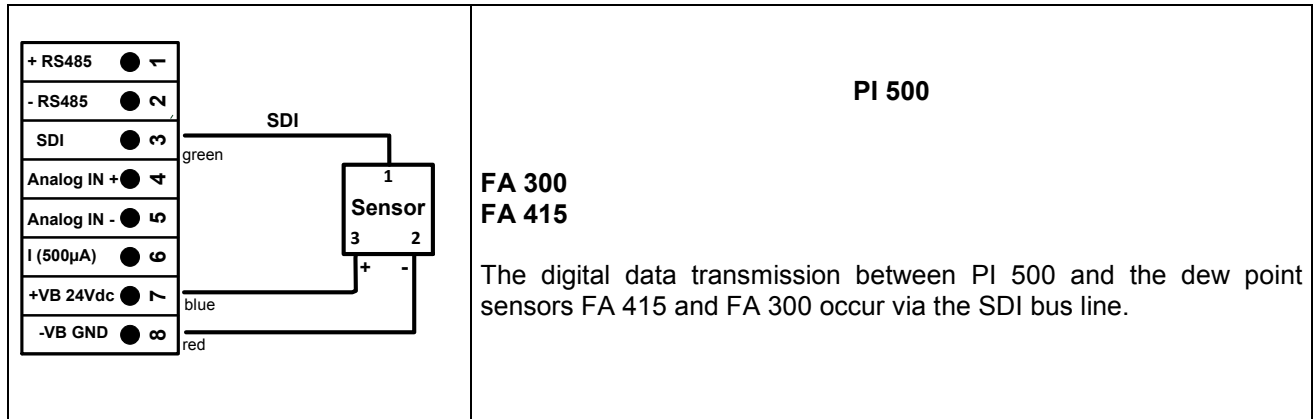 + RS485 1
- RS485 2
SDI 3
Analog IN + 4
Analog IN - 5
I (500µA) 6
+VB 24Vdc 7
-VB GND 8
SDI
green
1
Sensor
3 2
+ -
blue
red
PI 500
FA 300
FA 415
The digital data transmission between PI 500 and the dew point
sensors FA 415 and FA 300 occur via the SDI bus line.